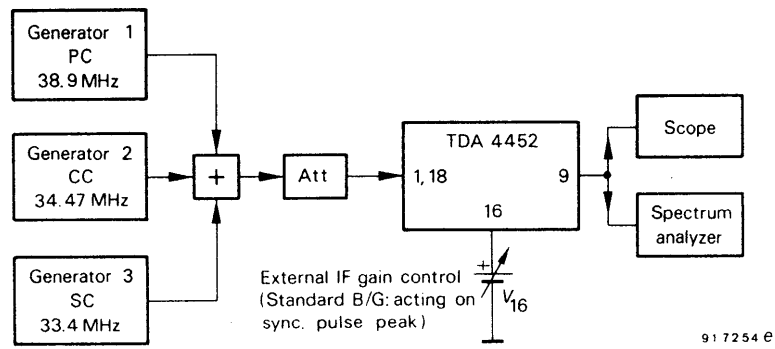 Generator 1
PC
38.9 MHz
Generator 2
CC
34.47 MHz
Generator 3
SC
33.4 MHz
+
Att
TDA 4452
1, 18
9
16
Scope
Spectrum
analyzer
External IF gain control
(Standard B/G: acting on
sync. pulse peak)
+
V16
917254 e